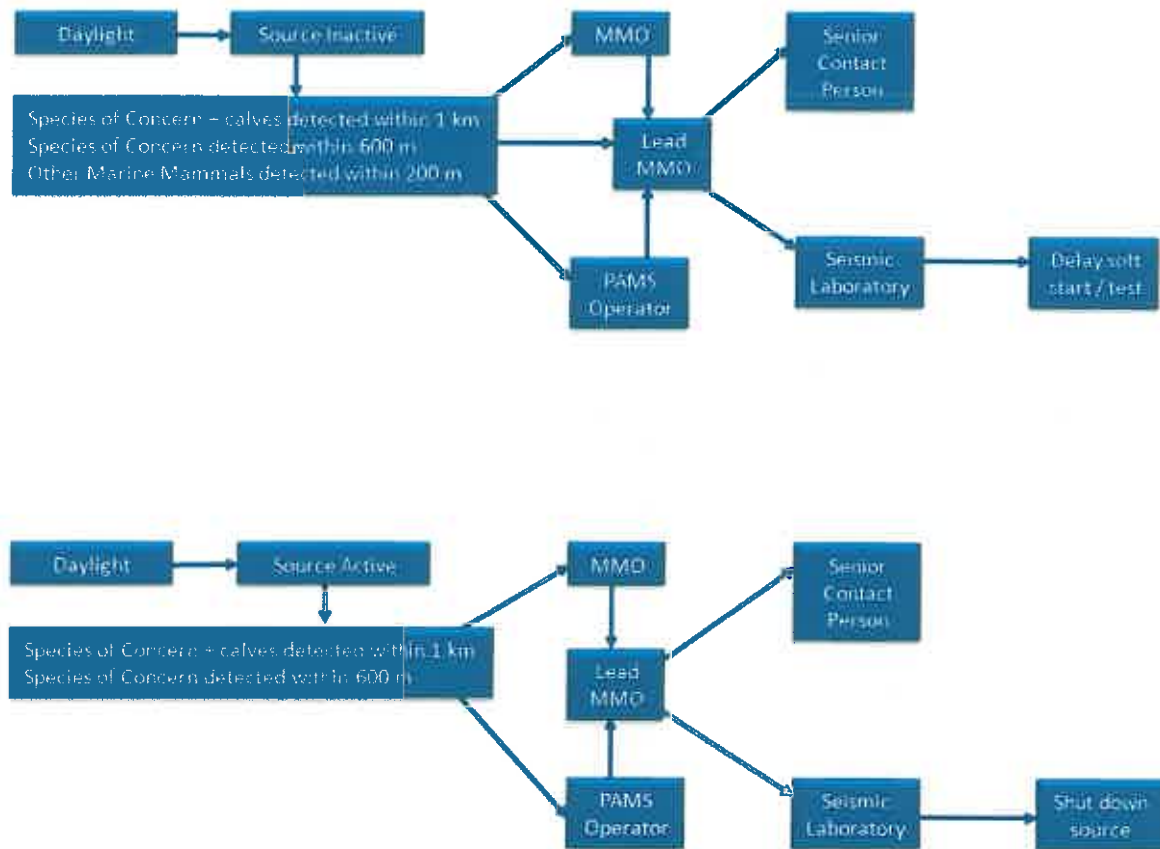 Daylight
Source Inactive
MMO
Senior
Contact
Person
Species of Concern + calves detected within 1 km
Species of Concern detected within 600 m
Other Marine Mammals detected within 200 m
Lead
MMO
PAMS
Operator
Seismic
Laboratory
Delay soft
start / test
Daylight
Source Active
MMO
Senior
Contact
Person
Species of Concern + calves detected within 1 km
Species of Concern detected within 600 m
Lead
MMO
PAMS
Operator
Seismic
Laboratory
Shut down
source